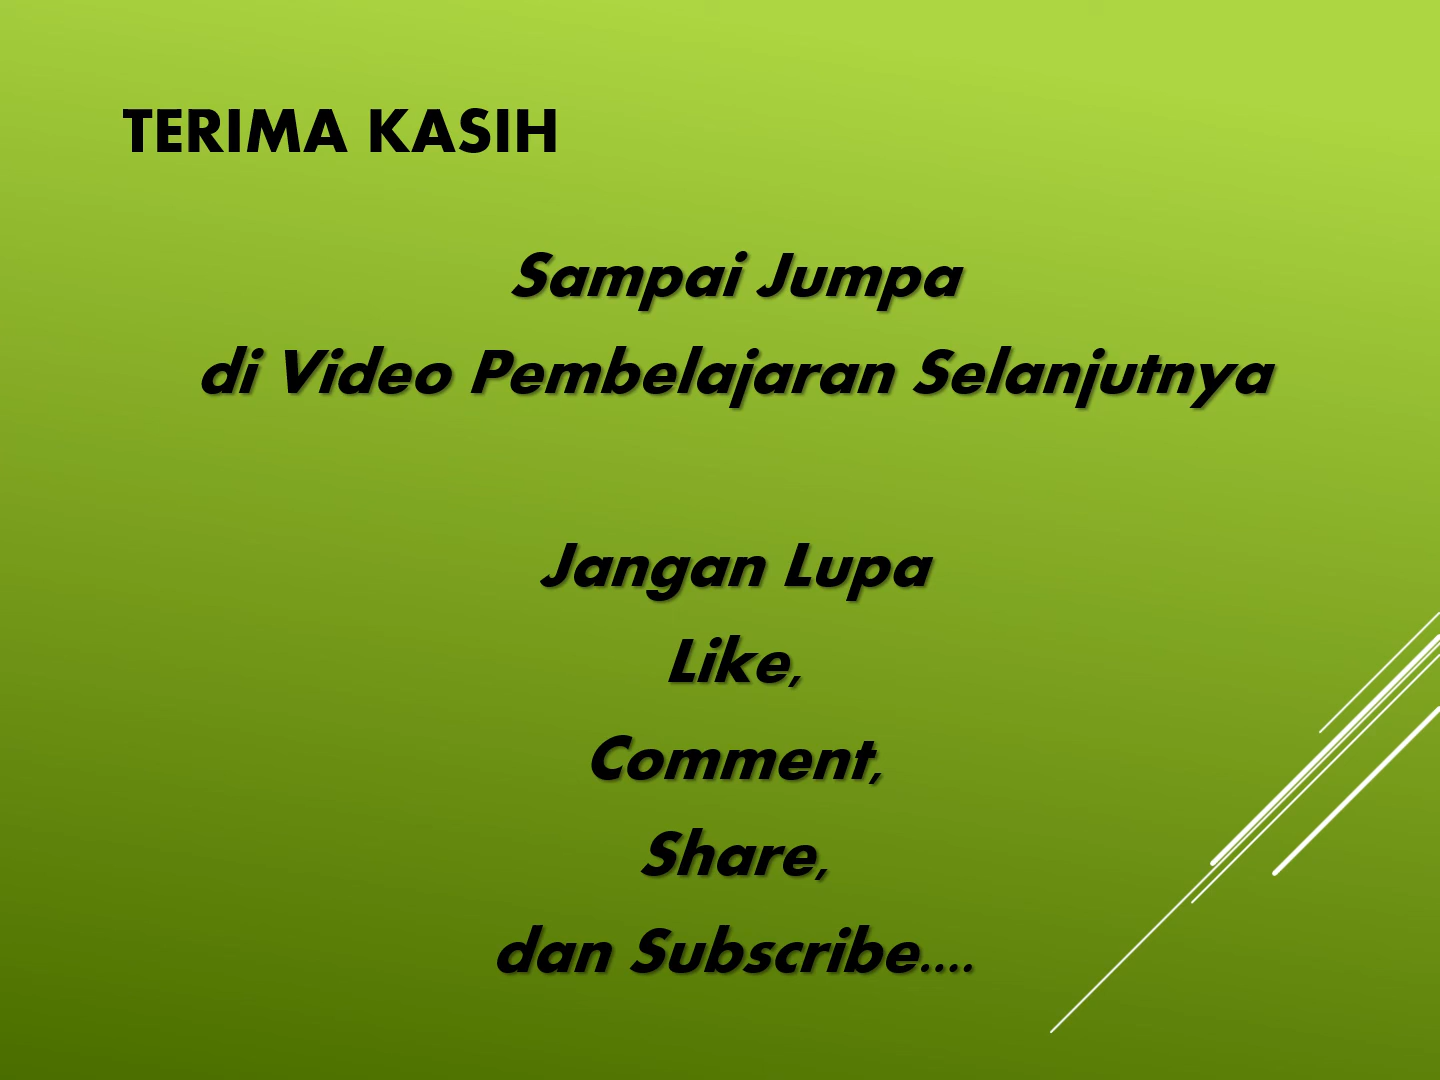 TERIMA KASIH
Sampai Jumpa
di Video Pembelajaran Selanjutnya
Jangan Lupa
Like,
Comment,
Share,
dan Subscribe....